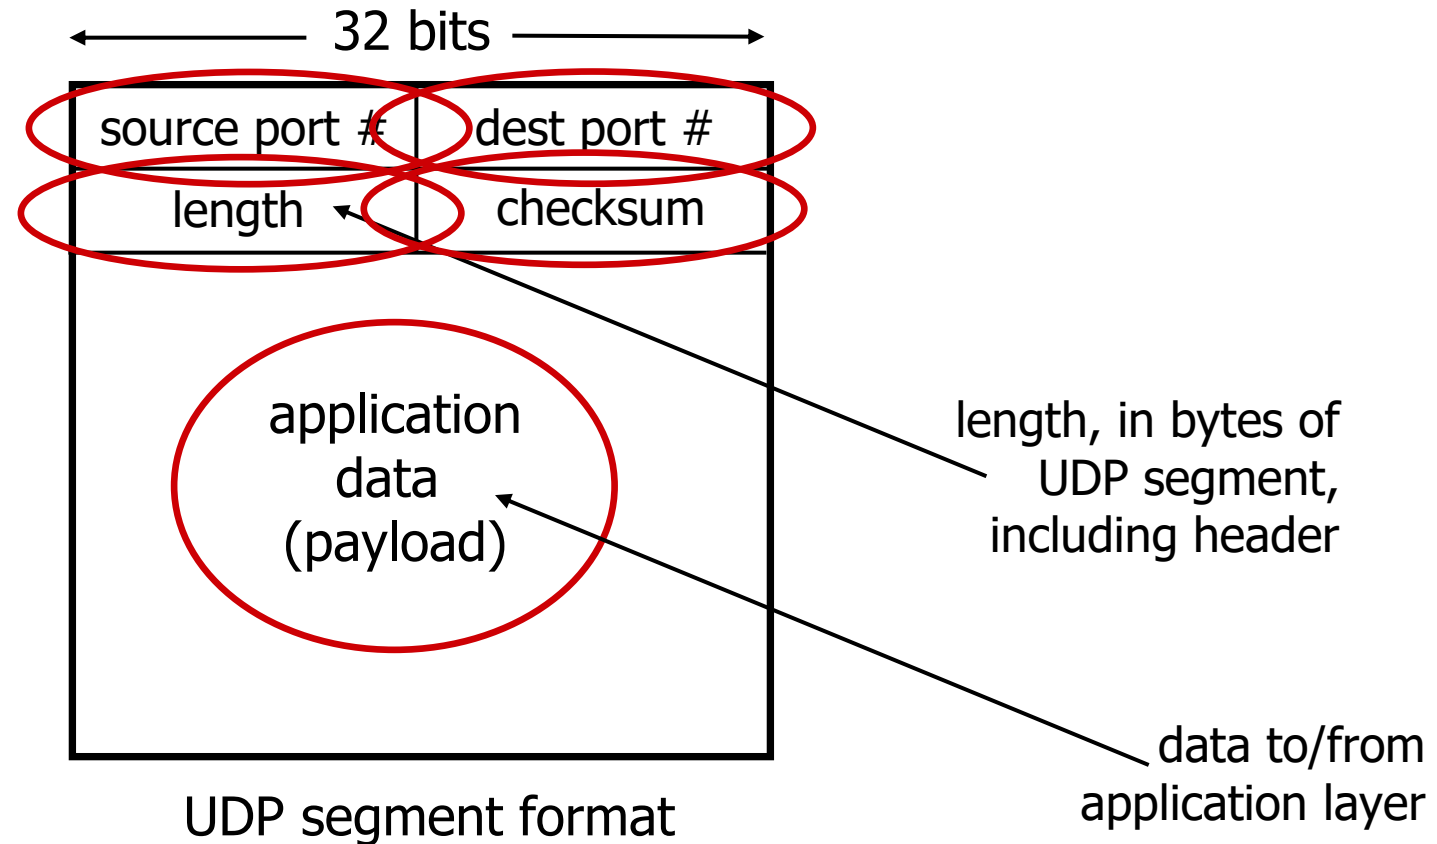 32 bits
source port #
dest port #
length
checksum
application
data
(payload)
length, in bytes of
UDP segment,
including header
data to/from
application layer
UDP segment format